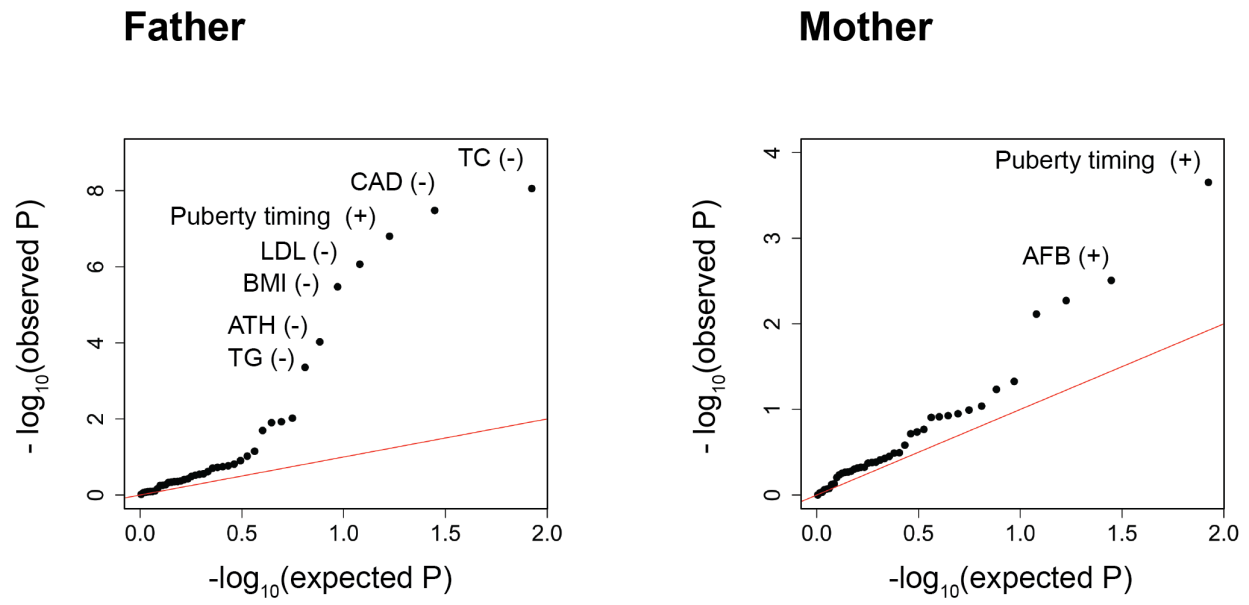 Father
TC (-)
CAD (-)
Puberty timing (+)
LDL (-)
BMI (-)
ATH (-)
TG (-)
8
6
4
2
0
- log10(observed P)
0.0 0.5 1.0 1.5 2.0
-log10(expected P)
Mother
Puberty timing (+)
AFB (+)
4
3
2
1
0
- log10(observed P)
0.0 0.5 1.0 1.5 2.0
-log10(expected P)